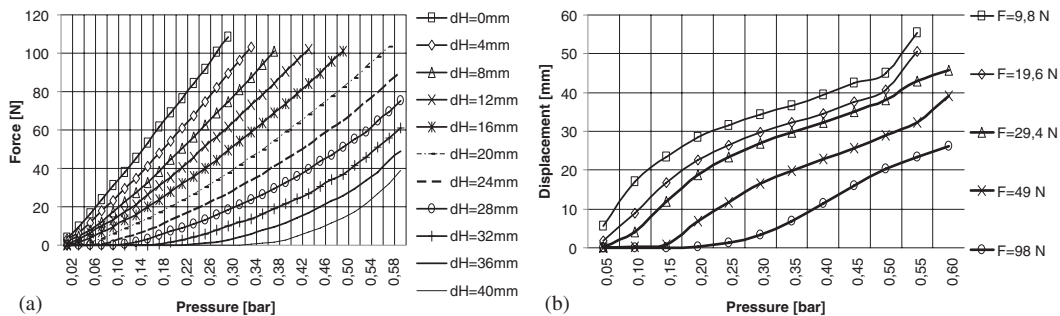 120
100
80
60
40
20
0
Force [N]
0,02
0,06
0,10
0,14
0,18
0,22
0,26
0,30
0,34
0,38
0,42
0,46
0,50
0,54
0,58
Pressure [bar]
(a)
dH=0mm
dH=4mm
dH=8mm
dH=12mm
dH=16mm
dH=20mm
dH=24mm
dH=28mm
dH=32mm
dH=36mm
dH=40mm
60
50
40
30
20
10
0
Displacement [mm]
0,05
0,10
0,15
0,20
0,25
0,30
0,35
0,40
0,45
0,50
0,55
0,60
Pressure [bar]
(b)
F=9,8 N
F=19,6 N
F=29,4 N
F=49 N
F=98 N